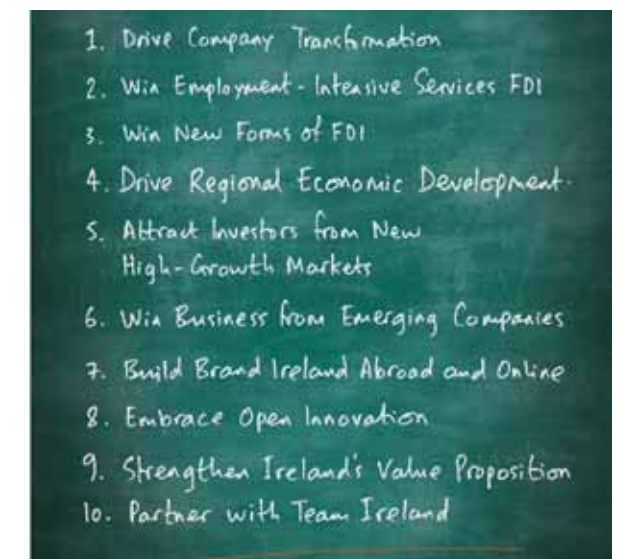 1. Drive Company Transformation
2. Win Employment-Intensive Services FDI
3. Win New Forms of FDI
4. Drive Regional Economic Development.
5. Attract Investors from New
High-Growth Markets
6. Win Business from Emerging Companies
7. Build Brand Ireland Abroad and Online
8. Embrace Open Innovation
9. Strengthen Ireland's Value Proposition
10. Partner with Team Ireland